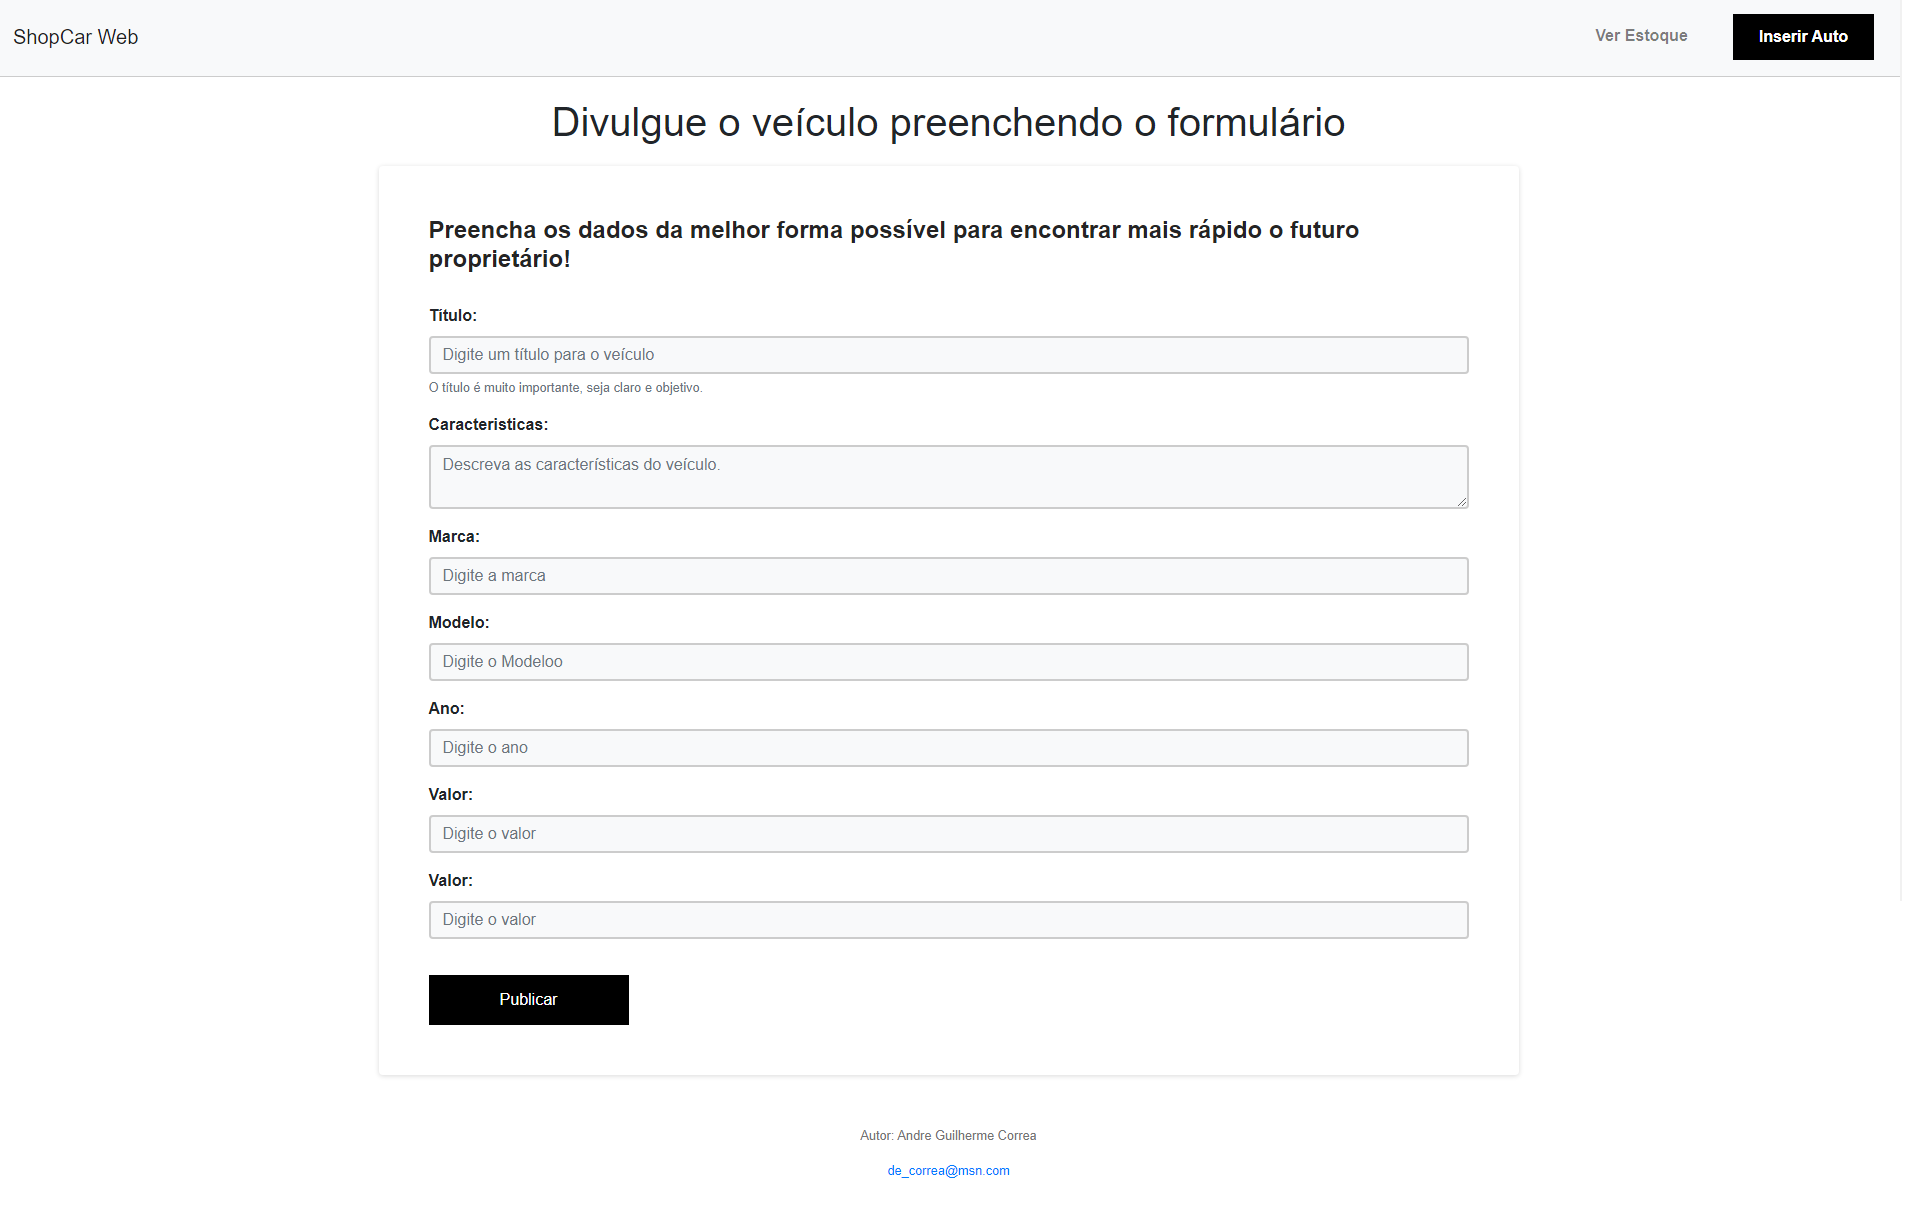 ShopCar Web
Ver Estoque
Inserir Auto
Divulgue o veículo preenchendo o formulário
Preencha os dados da melhor forma possível para encontrar mais rápido o futuro
proprietário!
Título:
Digite um título para o veículo
O título é muito importante, seja claro e objetivo.
Caracteristicas:
Descreva as características do veículo.
Marca:
Digite a marca
Modelo:
Digite o Modeloo
Ano:
Digite o ano
Valor:
Digite o valor
Valor:
Digite o valor
Publicar
Autor: Andre Guilherme Correa
de_correa@msn.com